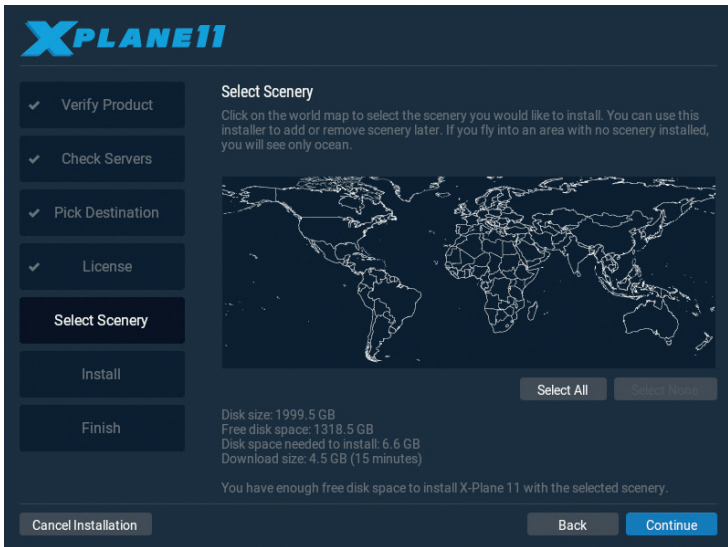 XPLANE11
Verify Product
Check Servers
Pick Destination
License
Select Scenery
Install
Finish
Select Scenery
Click on the world map to select the scenery you would like to install. You can use this
installer to add or remove scenery later. If you fly into an area with no scenery installed,
you will see only ocean.
Select All
Select None
Disk size: 1999.5 GB
Free disk space: 1318.5 GB
Disk space needed to install: 6.6 GB
Download size: 4.5 GB (15 minutes)
You have enough free disk space to install X-Plane 11 with the selected scenery.
Cancel Installation
Back
Continue